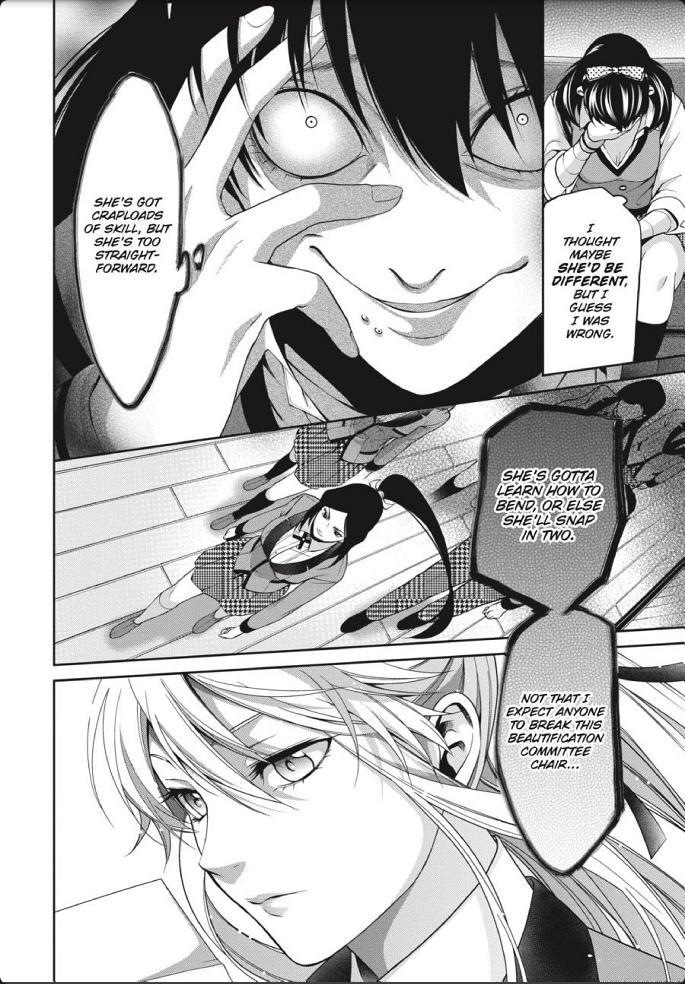 I
THOUGHT
MAYBE
SHE'D BE
DIFFERENT,
BUT I
GUESS
I WAS
WRONG.
SHE'S GOT
CRAPLOADS
OF SKILL, BUT
SHE'S TOO
STRAIGHT-
FORWARD.
SHE'S GOTTA
LEARN HOW TO
BEND, OR ELSE
SHE'LL SNAP
IN TWO.
NOT THAT I
EXPECT ANYONE
TO BREAK THIS
BEAUTIFICATION
COMMITTEE
CHAIR...